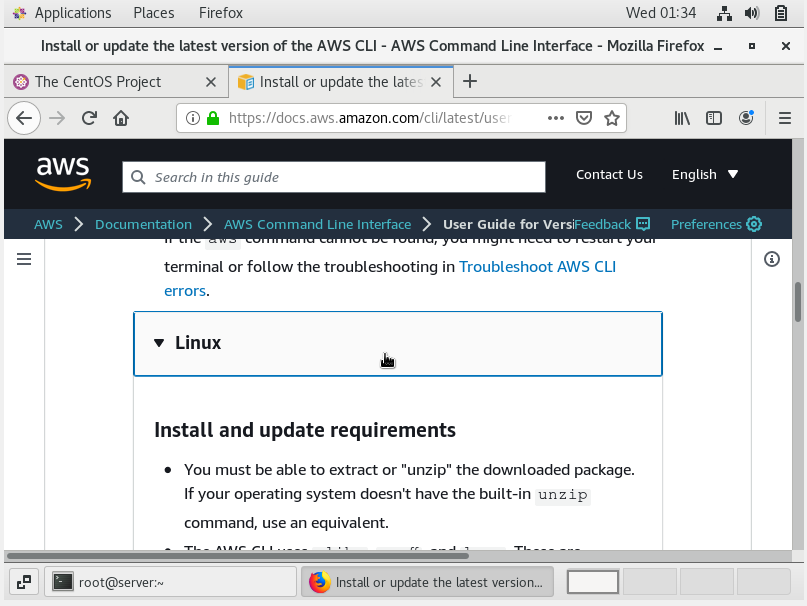 Applications Places Firefox Wed 01:34
Install or update the latest version of the AWS CLI - AWS Command Line Interface - Mozilla Firefox
The CentOS Project Install or update the lates
https://docs.aws.amazon.com/cli/latest/user
aws Search in this guide Contact Us English
AWS Documentation AWS Command Line Interface User Guide for Versi Feedback Preferences
If the aws command cannot be found, you might need to restart your
terminal or follow the troubleshooting in Troubleshoot AWS CLI
errors.
Linux
Install and update requirements
• You must be able to extract or "unzip" the downloaded package.
If your operating system doesn't have the built-in unzip
command, use an equivalent.
• The AWS CLI uses and These are
root@server:~ Install or update the latest version...